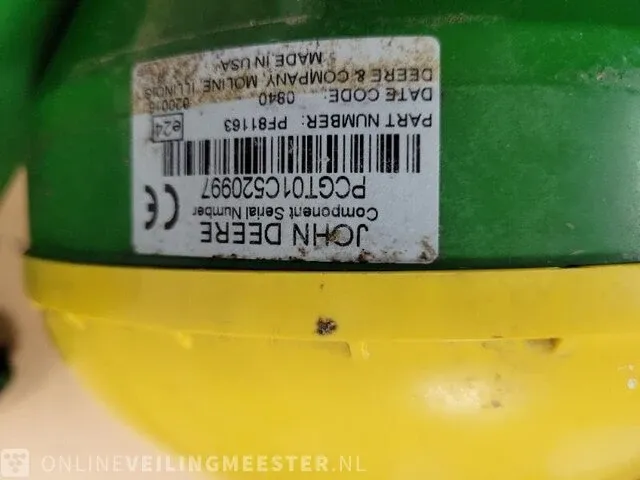 JOHN DEERE
Component Serial Number
PCGT01C520997
PART NUMBER: PF81163
DATE CODE: 0840
DEERE & COMPANY, MOLINE, ILLINOIS
MADE IN USA
CE
e24
020016
ONLINEVEILINGMEESTER.NL